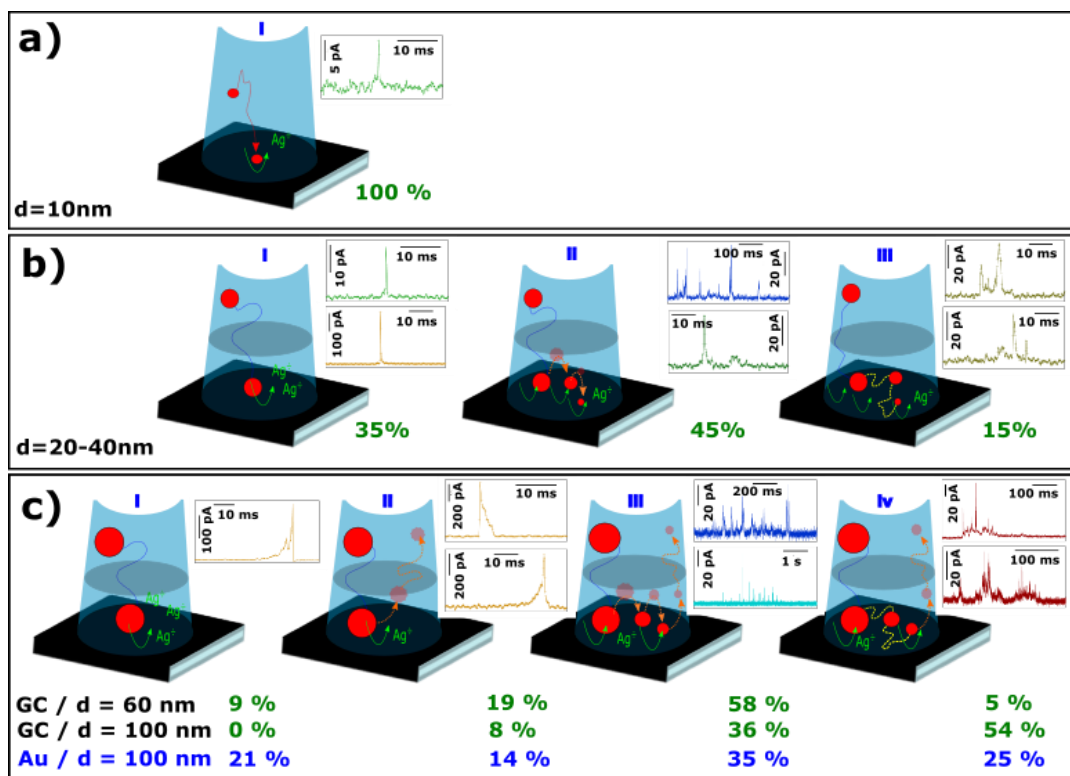 a)
I
5 pA
10 ms
Ag+
100 %
d=10nm
b)
I
10 pA
10 ms
100 pA
10 ms
Ag+
Ag+
35%
II
100 ms
20 pA
10 ms
20 pA
Ag+
45%
III
20 pA
10 ms
20 pA
10 ms
Ag+
15%
d=20-40nm
c)
I
100 pA
10 ms
Ag+
Ag+
Ag+
II
200 pA
10 ms
200 pA
10 ms
Ag+
III
20 pA
200 ms
20 pA
1 s
Ag+
Iv
20 pA
100 ms
20 pA
100 ms
Ag+
GC / d = 60 nm 9 % 19 % 58 % 5 %
GC / d = 100 nm 0 % 8 % 36 % 54 %
Au / d = 100 nm 21 % 14 % 35 % 25 %